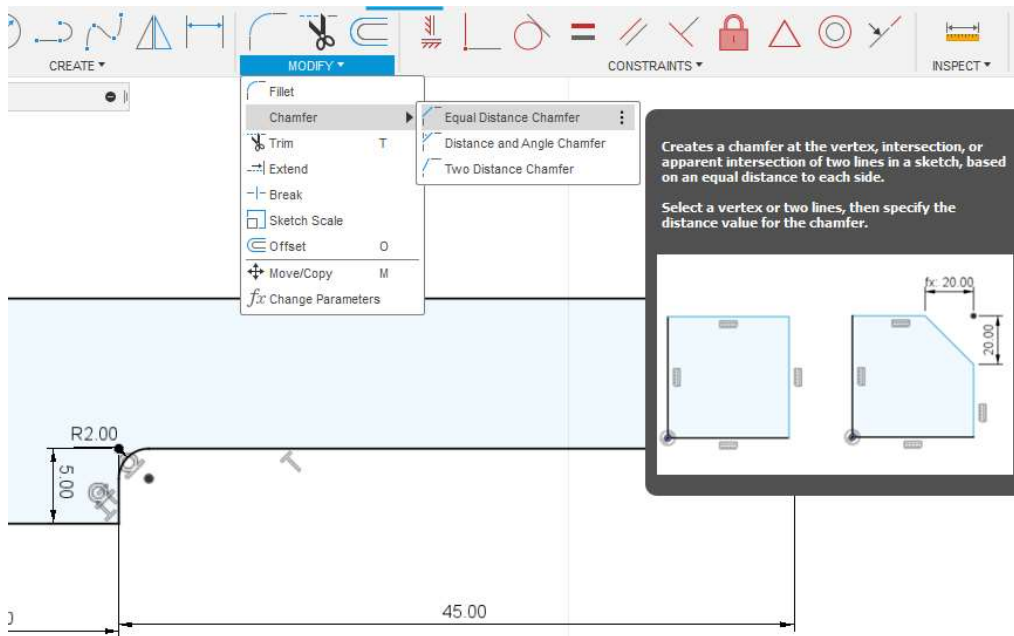 CREATE ▾
MODIFY ▾
CONSTRAINTS ▾
INSPECT ▾
Fillet
Chamfer
Trim T
Extend
Break
Sketch Scale
Offset O
Move/Copy M
fx Change Parameters
Equal Distance Chamfer
Distance and Angle Chamfer
Two Distance Chamfer
Creates a chamfer at the vertex, intersection, or
apparent intersection of two lines in a sketch, based
on an equal distance to each side.
Select a vertex or two lines, then specify the
distance value for the chamfer.
fx: 20.00
20.00
R2.00
5.00
45.00